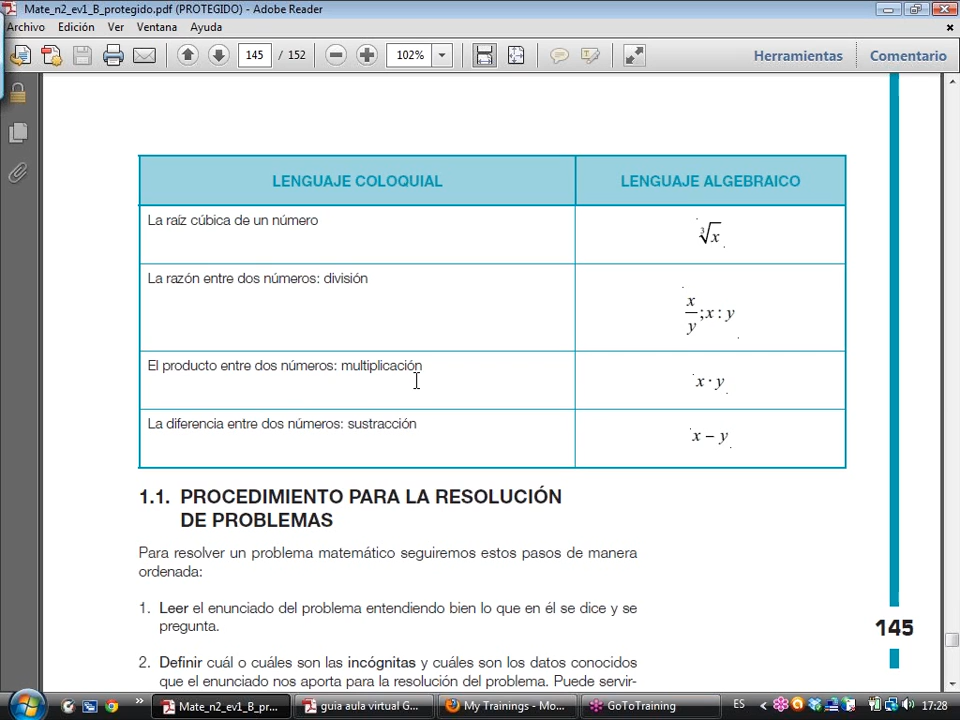 Mate_n2_ev1_B_protegido.pdf (PROTEGIDO) - Adobe Reader
Archivo Edición Ver Ventana Ayuda
145 / 152 102% Herramientas Comentario
LENGUAJE COLOQUIAL LENGUAJE ALGEBRAICO
La raíz cúbica de un número ∛x
La razón entre dos números: división x/y ; x : y
El producto entre dos números: multiplicación x · y
La diferencia entre dos números: sustracción x – y
1.1. PROCEDIMIENTO PARA LA RESOLUCIÓN
DE PROBLEMAS
Para resolver un problema matemático seguiremos estos pasos de manera
ordenada:
1. Leer el enunciado del problema entendiendo bien lo que en él se dice y se
pregunta.
145
2. Definir cuál o cuáles son las incógnitas y cuáles son los datos conocidos
que el enunciado nos aporta para la resolución del problema. Puede servir-
» Mate_n2_ev1_B_pr... guia aula virtual G... My Trainings - Mo... GoToTraining ES 17:28